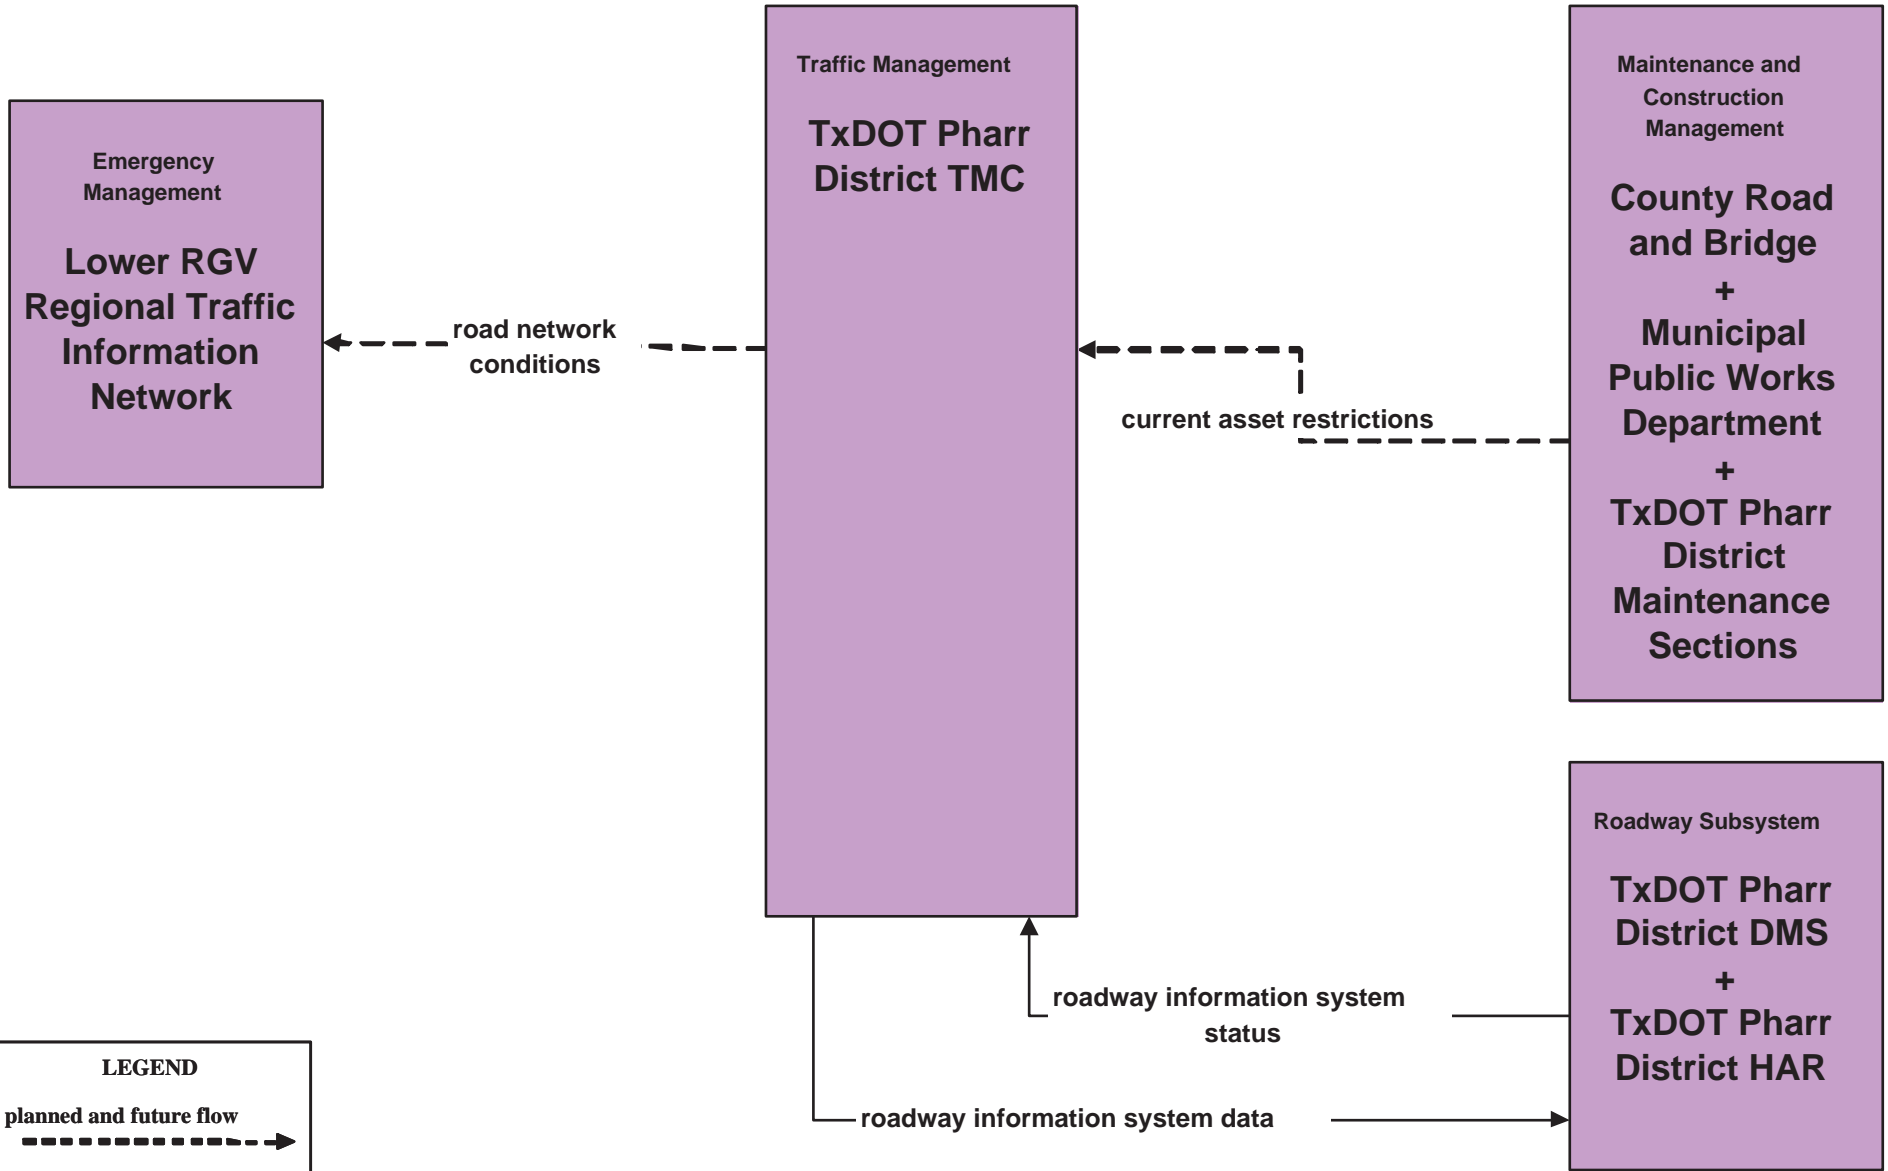 Emergency
Management
Lower RGV
Regional Traffic
Information
Network
road network
conditions
Traffic Management
TxDOT Pharr
District TMC
current asset restrictions
Maintenance and
Construction
Management
County Road
and Bridge
+
Municipal
Public Works
Department
+
TxDOT Pharr
District
Maintenance
Sections
Roadway Subsystem
TxDOT Pharr
District DMS
+
TxDOT Pharr
District HAR
roadway information system
status
roadway information system data
LEGEND
planned and future flow